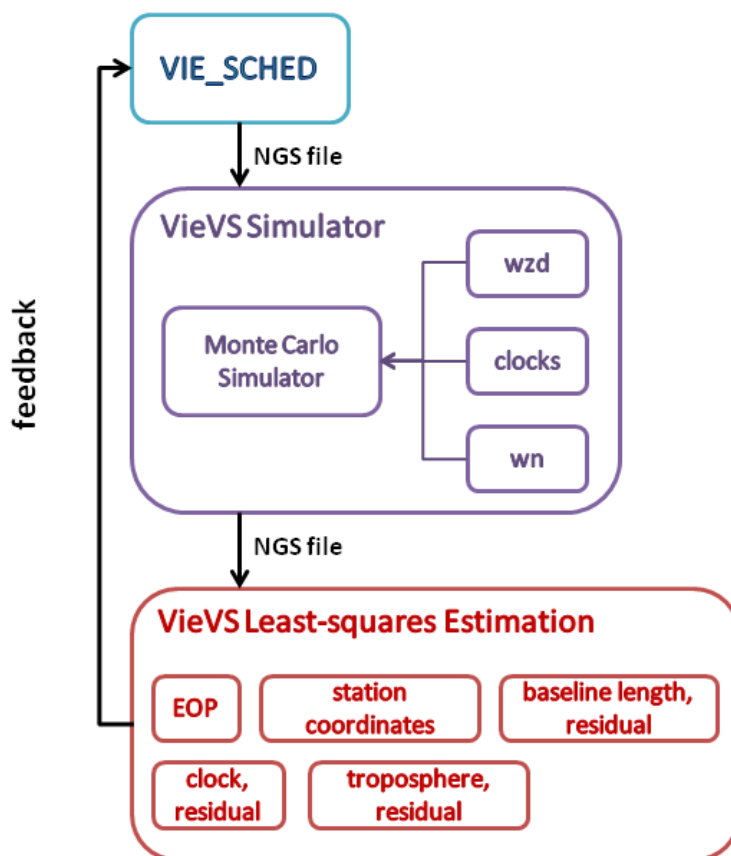 VIE_SCHED
NGS file
VieVS Simulator
wzd
Monte Carlo
Simulator
clocks
wn
feedback
NGS file
VieVS Least-squares Estimation
EOP
station
coordinates
baseline length,
residual
clock,
residual
troposphere,
residual